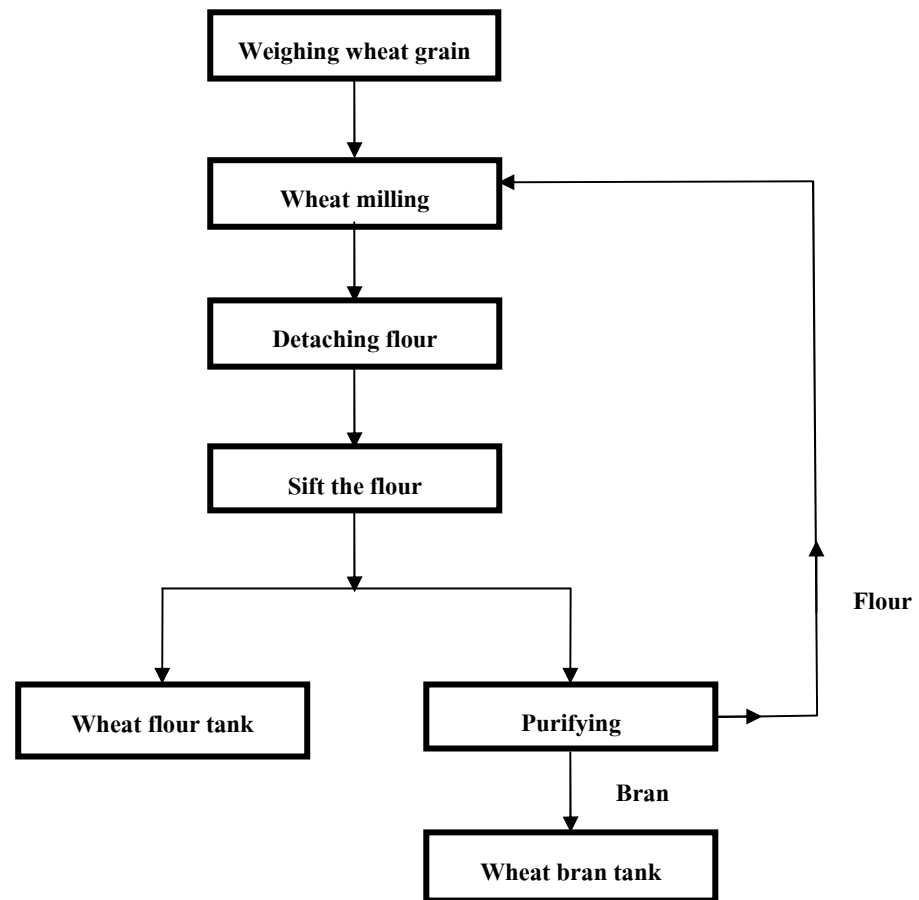 Weighing wheat grain
Wheat milling
Detaching flour
Sift the flour
Flour
Wheat flour tank
Purifying
Bran
Wheat bran tank